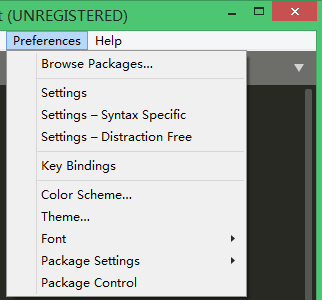 t (UNREGISTERED)
Preferences Help
Browse Packages...
Settings
Settings – Syntax Specific
Settings – Distraction Free
Key Bindings
Color Scheme...
Theme...
Font
Package Settings
Package Control